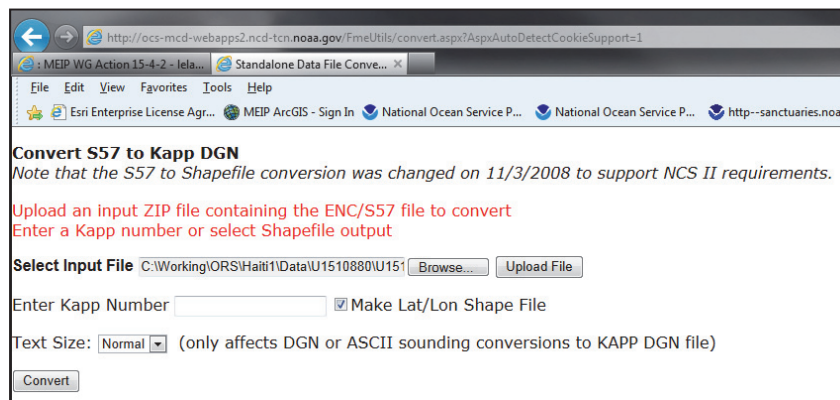 http://ocs-mcd-webapps2.ncd-tcn.noaa.gov/FmeUtils/convert.aspx?AspxAutoDetectCookieSupport=1
: MEIP WG Action 15-4-2 - Iela... Standalone Data File Conve... ×
File Edit View Favorites Tools Help
Esri Enterprise License Agr... MEIP ArcGIS - Sign In National Ocean Service P... National Ocean Service P... http--sanctuaries.noa
Convert S57 to Kapp DGN
Note that the S57 to Shapefile conversion was changed on 11/3/2008 to support NCS II requirements.
Upload an input ZIP file containing the ENC/S57 file to convert
Enter a Kapp number or select Shapefile output
Select Input File C:\Working\ORS\Haiti1\Data\U1510880\U151 Browse... Upload File
Enter Kapp Number Make Lat/Lon Shape File
Text Size: Normal (only affects DGN or ASCII sounding conversions to KAPP DGN file)
Convert